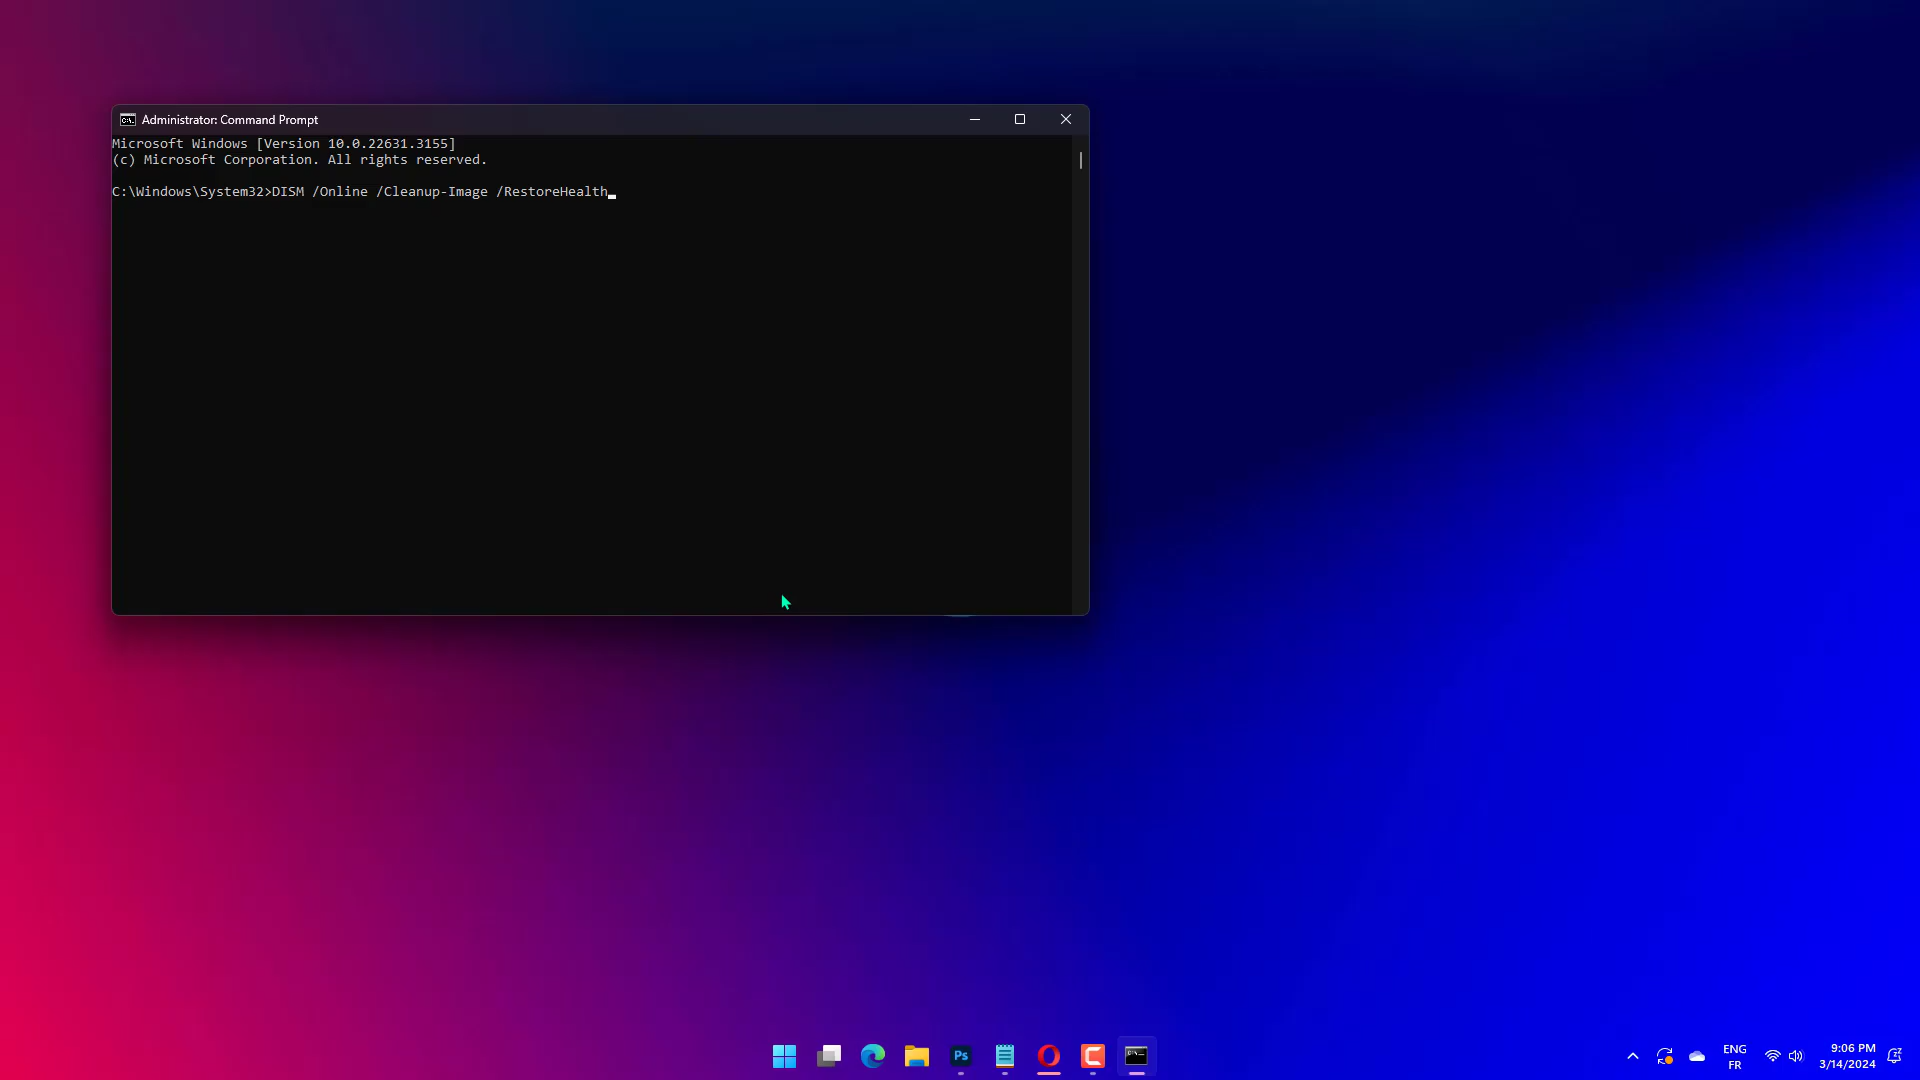 Administrator: Command Prompt
Microsoft Windows [Version 10.0.22631.3155]
(c) Microsoft Corporation. All rights reserved.
C:\Windows\System32>DISM /Online /Cleanup-Image /RestoreHealth
Ps
ENG
FR
9:06 PM
3/14/2024